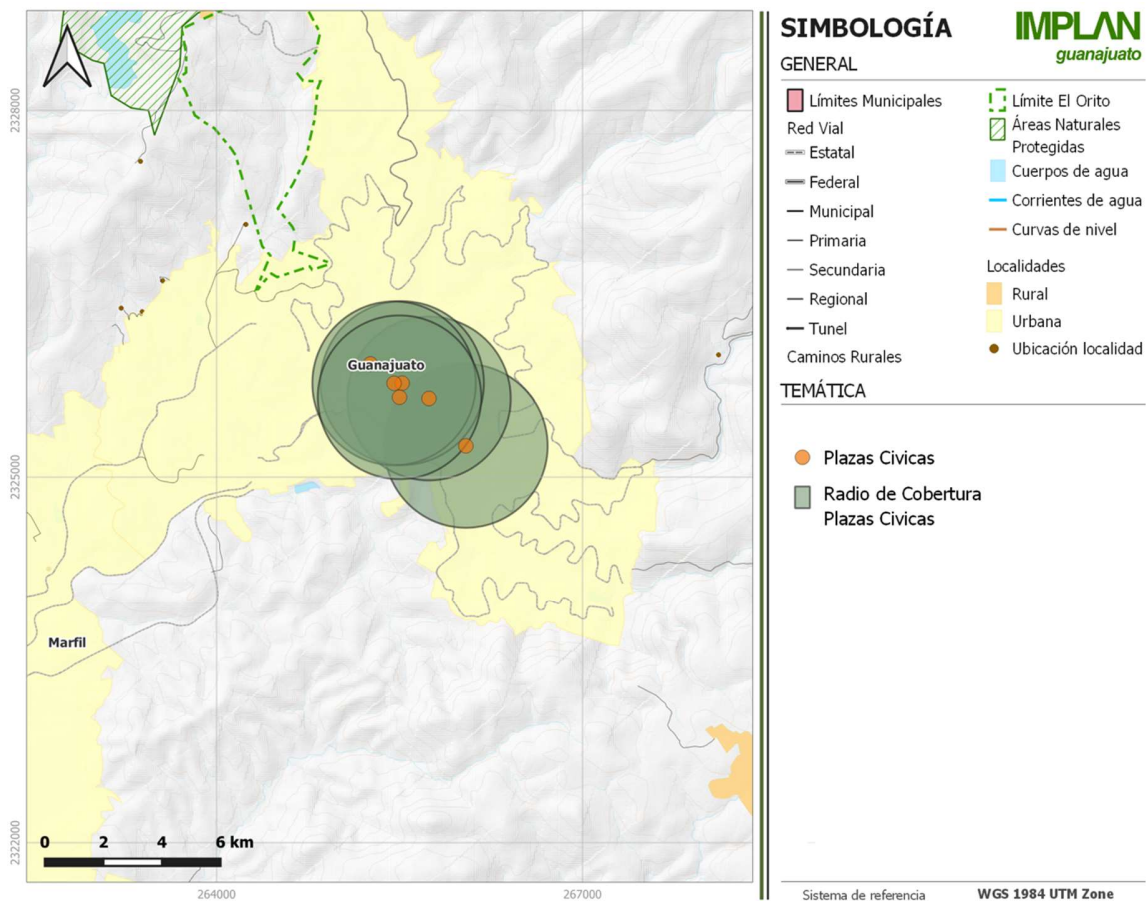 2328000
2325000
2322000
Guanajuato
Marfil
0 2 4 6 km
264000 267000
SIMBOLOGÍA
IMPLAN
guanajuato
GENERAL
Límites Municipales
Red Vial
Estatal
Federal
Municipal
Primaria
Secundaria
Regional
Tunel
Caminos Rurales
Límite El Orito
Áreas Naturales
Protegidas
Cuerpos de agua
Corrientes de agua
Curvas de nivel
Localidades
Rural
Urbana
Ubicación localidad
TEMÁTICA
Plazas Civicas
Radio de Cobertura
Plazas Civicas
Sistema de referencia WGS 1984 UTM Zone